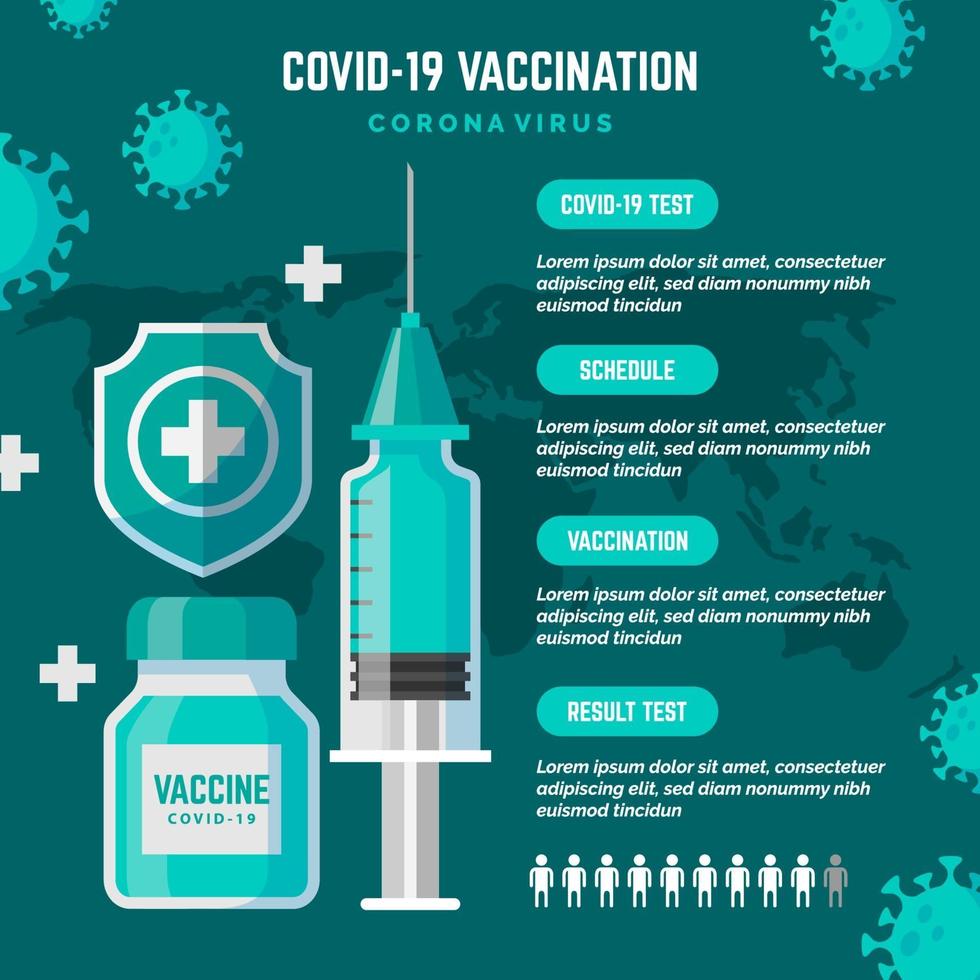 COVID-19 VACCINATION
CORONA VIRUS
COVID-19 TEST
Lorem ipsum dolor sit amet, consectetuer
adipiscing elit, sed diam nonummy nibh
euismod tincidun
SCHEDULE
Lorem ipsum dolor sit amet, consectetuer
adipiscing elit, sed diam nonummy nibh
euismod tincidun
VACCINATION
Lorem ipsum dolor sit amet, consectetuer
adipiscing elit, sed diam nonummy nibh
euismod tincidun
RESULT TEST
Lorem ipsum dolor sit amet, consectetuer
adipiscing elit, sed diam nonummy nibh
euismod tincidun
VACCINE
COVID-19